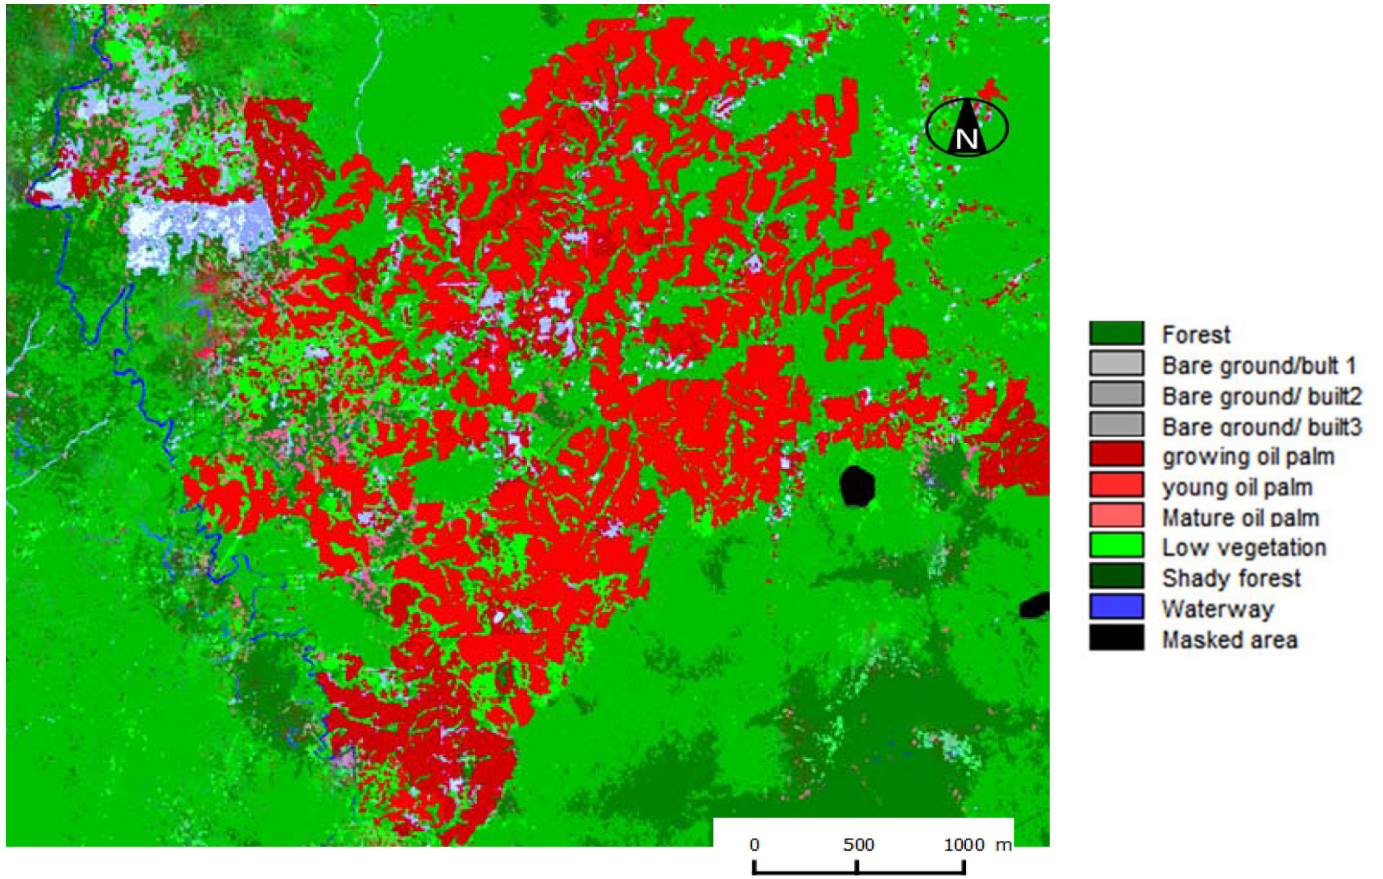 N
Forest
Bare ground/bult 1
Bare ground/ built2
Bare ground/ built3
growing oil palm
young oil palm
Mature oil palm
Low vegetation
Shady forest
Waterway
Masked area
0 500 1000 m